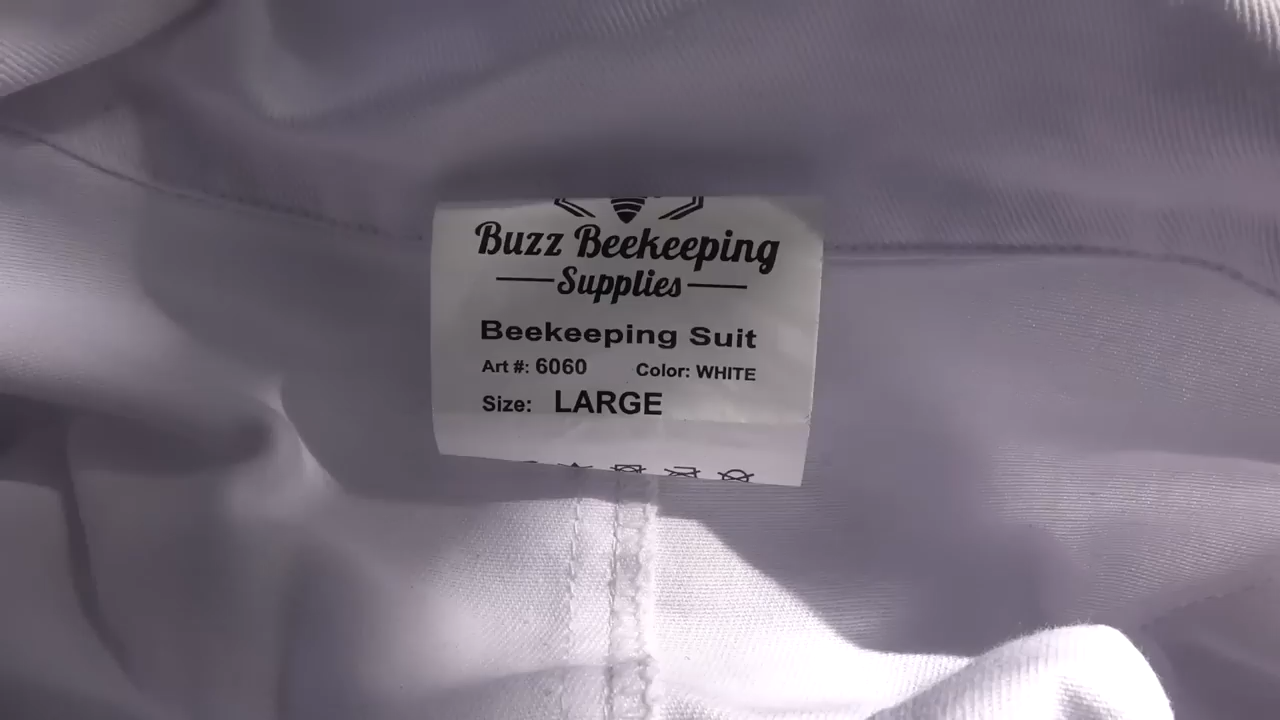 Buzz Beekeeping
Supplies
Beekeeping Suit
Art #: 6060 Color: WHITE
Size: LARGE